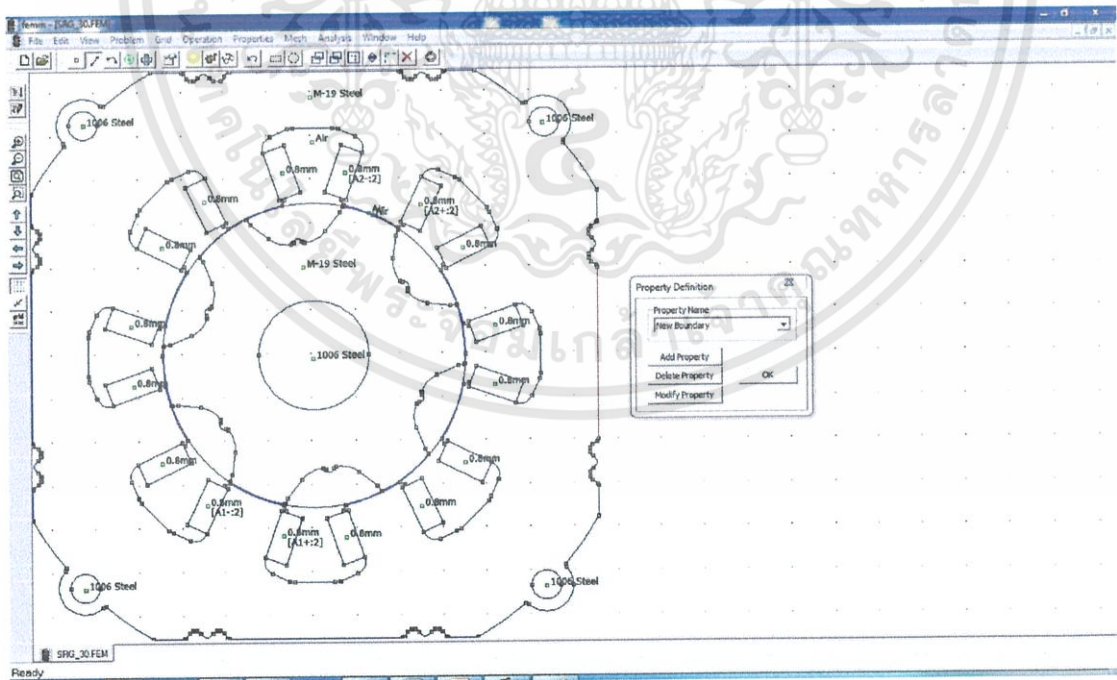 femm - [SRG_30.FEM]
File Edit View Problem Grid Operation Properties Mesh Analysis Window Help
M-19 Steel
1006 Steel
1006 Steel
Air
0.8mm
0.8mm
[A2-:2]
0.8mm
0.8mm
[A2+:2]
Air
0.8mm
0.8mm
M-19 Steel
0.8mm
0.8mm
1006 Steel
0.8mm
0.8mm
0.8mm
0.8mm
0.8mm
[A1-:2]
0.8mm
0.8mm
[A1+:2]
0.8mm
1006 Steel
1006 Steel
Property Definition
Property Name
New Boundary
Add Property
Delete Property
OK
Modify Property
SRG_30.FEM
Ready